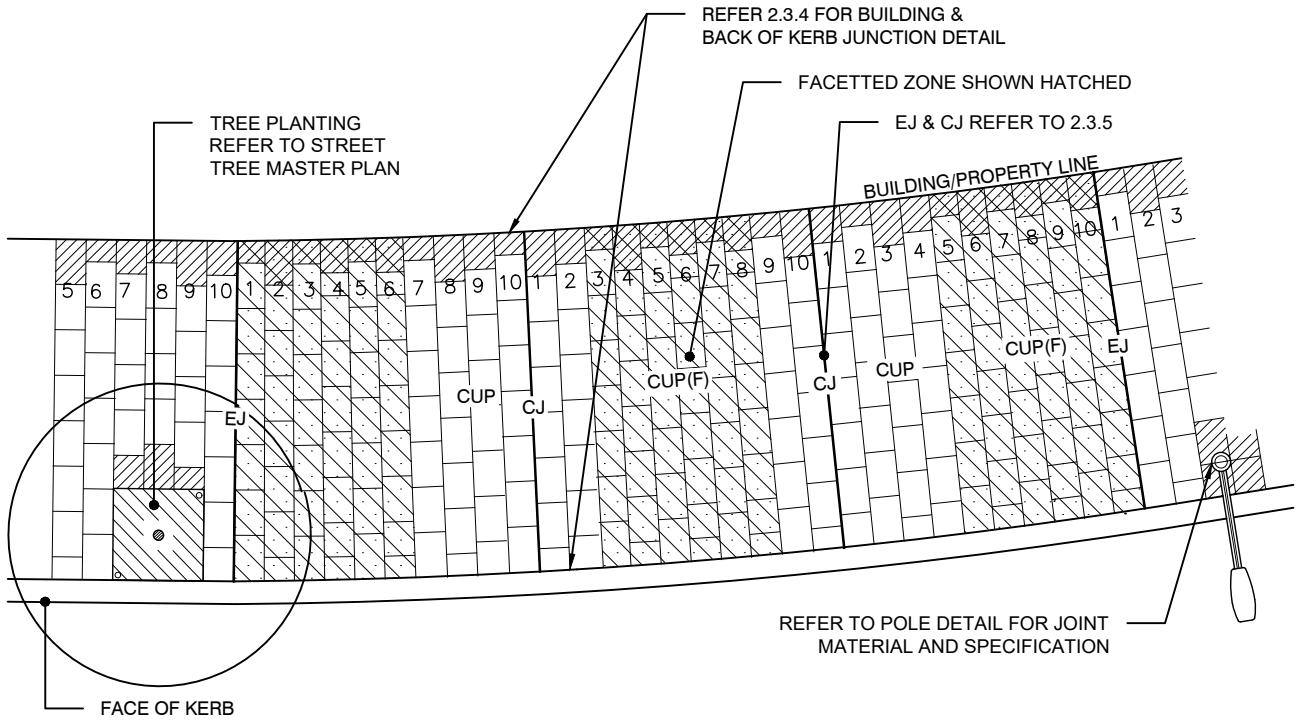 REFER 2.3.4 FOR BUILDING &
BACK OF KERB JUNCTION DETAIL
FACETTED ZONE SHOWN HATCHED
EJ & CJ REFER TO 2.3.5
TREE PLANTING
REFER TO STREET
TREE MASTER PLAN
BUILDING/PROPERTY LINE
5 6 7 8 9 10 1 2 3 4 5 6 7 8 9 10 1 2 3 4 5 6 7 8 9 10 1 2 3 4 5 6 7 8 9 10 1 2 3
EJ
CUP
CJ
CUP(F)
CJ
CUP
CUP(F)
EJ
REFER TO POLE DETAIL FOR JOINT
MATERIAL AND SPECIFICATION
FACE OF KERB